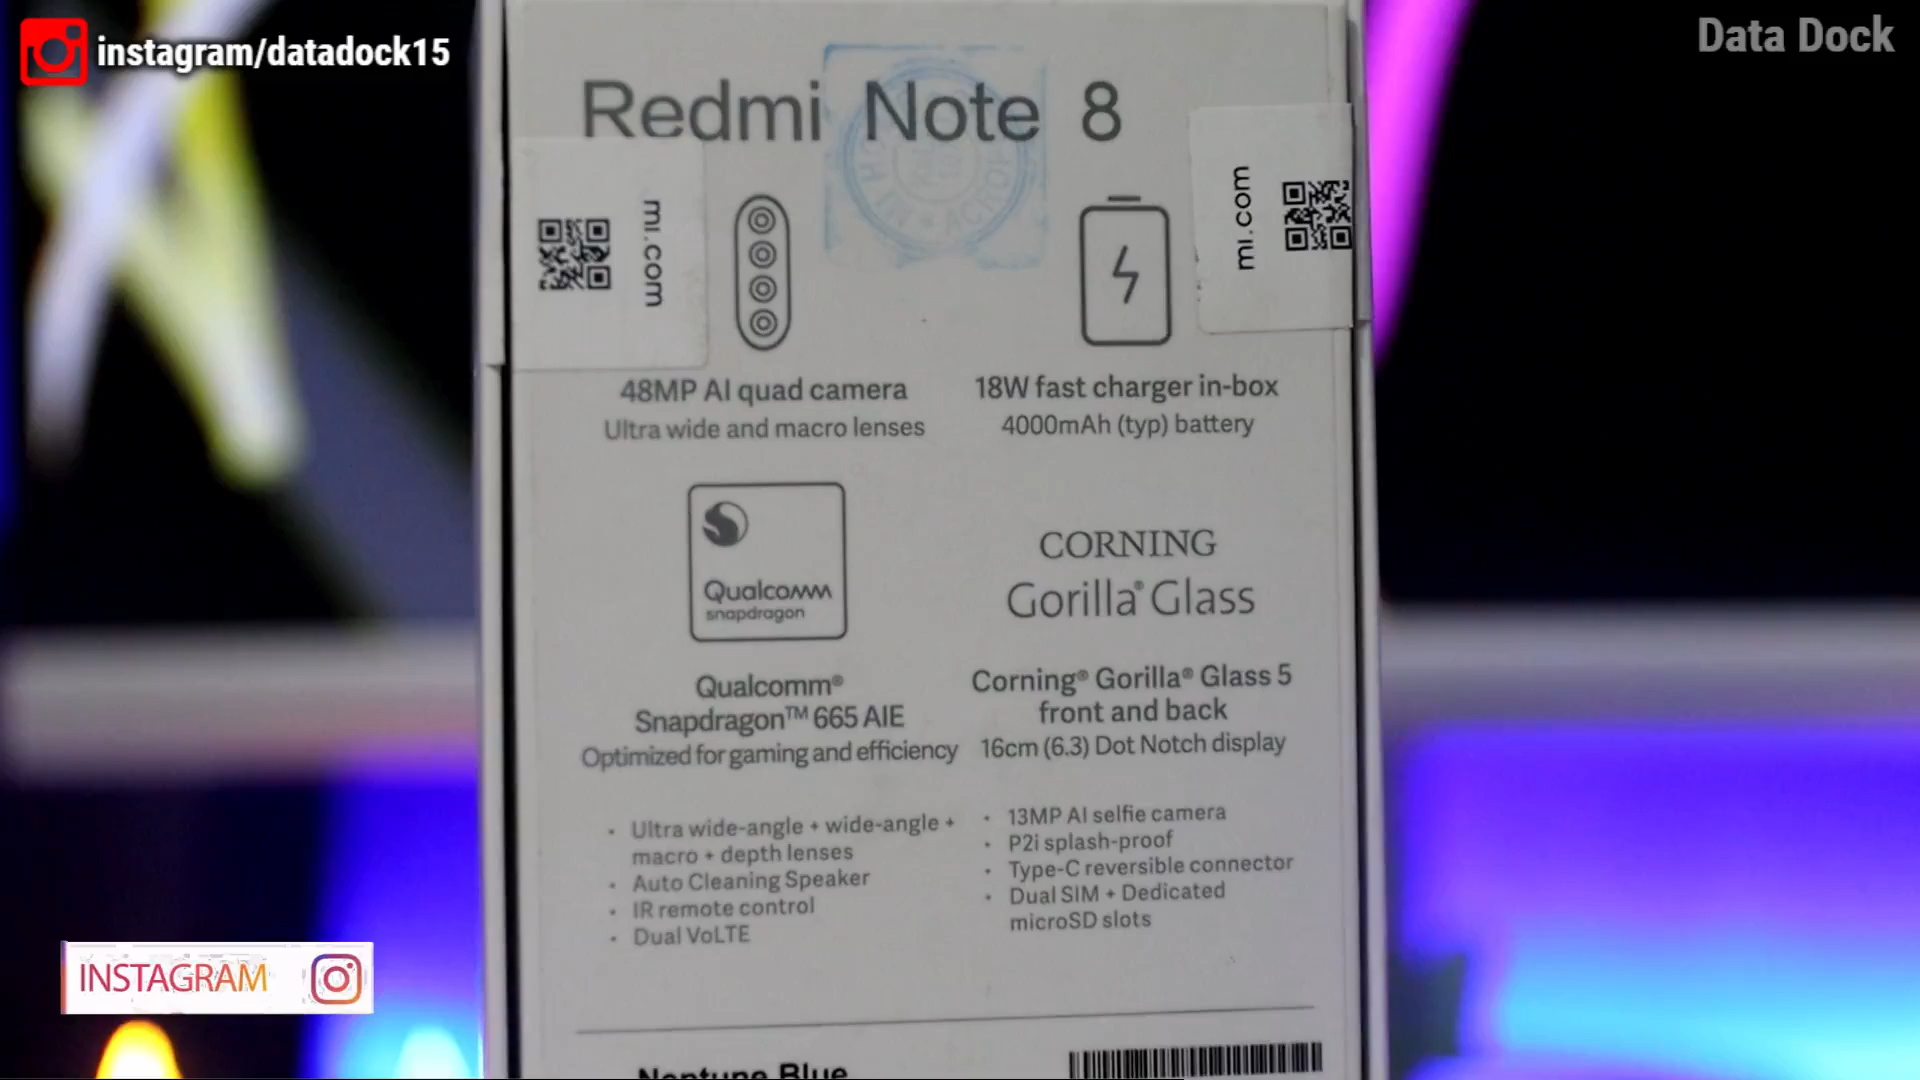 instagram/datadock15
Data Dock
Redmi Note 8
mi.com
mi.com
48MP AI quad camera
Ultra wide and macro lenses
18W fast charger in-box
4000mAh (typ) battery
Qualcomm
snapdragon
CORNING
Gorilla® Glass
Qualcomm®
Snapdragon™ 665 AIE
Optimized for gaming and efficiency
Corning® Gorilla® Glass 5
front and back
16cm (6.3) Dot Notch display
• Ultra wide-angle + wide-angle +
macro + depth lenses
• Auto Cleaning Speaker
• IR remote control
• Dual VoLTE
• 13MP AI selfie camera
• P2i splash-proof
• Type-C reversible connector
• Dual SIM + Dedicated
microSD slots
INSTAGRAM
Neptune Blue